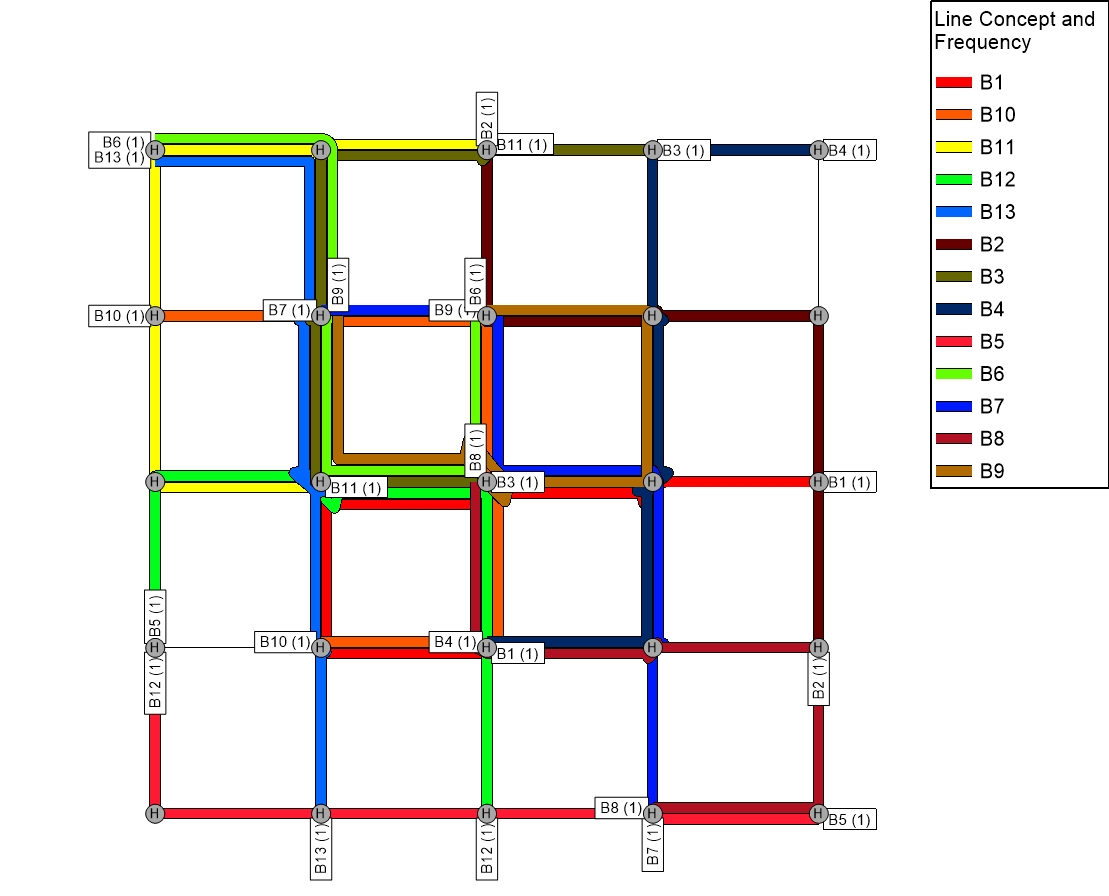 Line Concept and
Frequency
B1
B10
B11
B12
B13
B2
B3
B4
B5
B6
B7
B8
B9
B2 (1)
B6 (1)
B13 (1)
H
H
H
B11 (1)
H
B3 (1)
H
B4 (1)
B9 (1)
B6 (1)
B10 (1)
H
B7 (1)
H
B9 (1)
H
H
H
B8 (1)
H
H
B11 (1)
H
B3 (1)
H
H
B1 (1)
B5 (1)
H
B10 (1)
H
B4 (1)
H
B1 (1)
H
H
B12 (1)
B2 (1)
H
H
H
B8 (1)
H
H
B5 (1)
B13 (1)
B12 (1)
B7 (1)